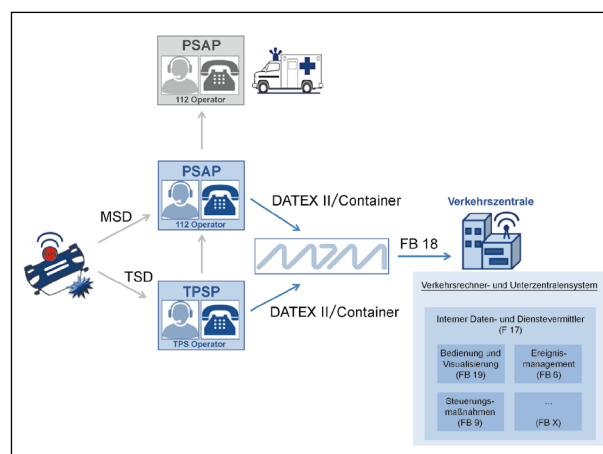 PSAP
112 Operator
PSAP
112 Operator
MSD
TSD
TPSP
TPS Operator
DATEX II/Container
DATEX II/Container
MDM
FB 18
Verkehrszentrale
Verkehrsrechner- und Unterzentralensystem
Interner Daten- und Dienstevermittler
(F 17)
Bedienung und
Visualisierung
(FB 19)
Ereignis-
management
(FB 6)
Steuerungs-
maßnahmen
(FB 9)
...
(FB X)